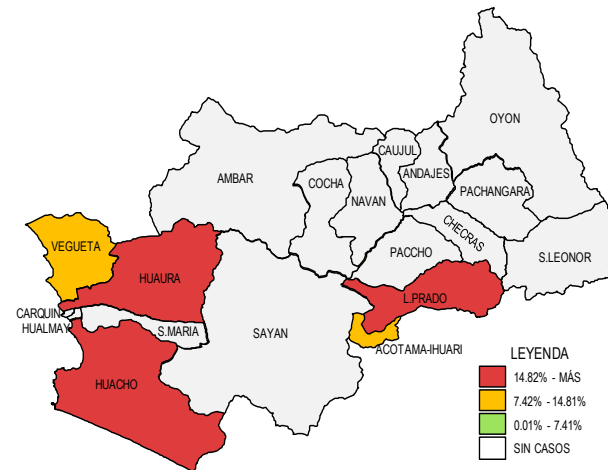 OYON
CAUJUL
ANDAJES
AMBAR
COCHA
NAVAN
PACHANGARA
CHECRAS
VEGUETA
PACCHO
S.LEONOR
HUAURA
L.PRADO
CARQUIN
HUALMAY
S.MARIA
SAYAN
ACOTAMA-IHUARI
HUACHO
LEYENDA
14.82% - MÁS
7.42% - 14.81%
0.01% - 7.41%
SIN CASOS